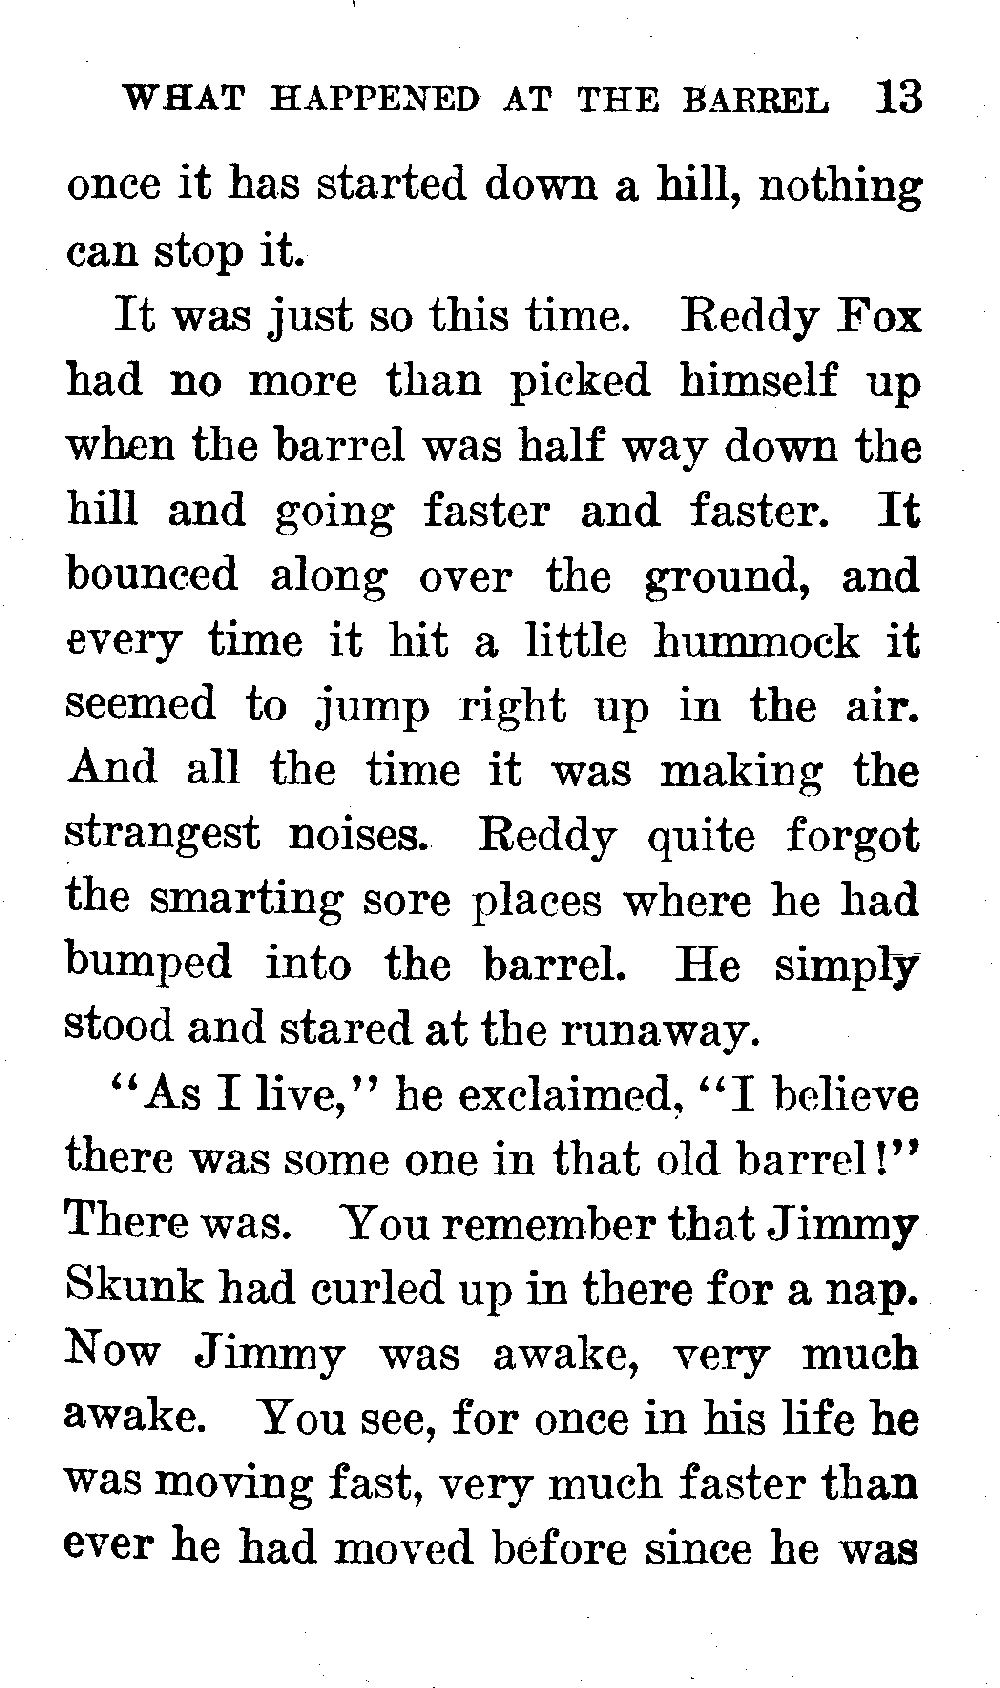 WHAT HAPPENED AT THE BARREL 13
once it has started down a hill, nothing
can stop it.
It was just so this time. Reddy Fox
had no more than picked himself up
when the barrel was half way down the
hill and going faster and faster. It
bounced along over the ground, and
every time it hit a little hummock it
seemed to jump right up in the air.
And all the time it was making the
strangest noises. Reddy quite forgot
the smarting sore places where he had
bumped into the barrel. He simply
stood and stared at the runaway.
“As I live,” he exclaimed, “I believe
there was some one in that old barrel!”
There was. You remember that Jimmy
Skunk had curled up in there for a nap.
Now Jimmy was awake, very much
awake. You see, for once in his life he
was moving fast, very much faster than
ever he had moved before since he was